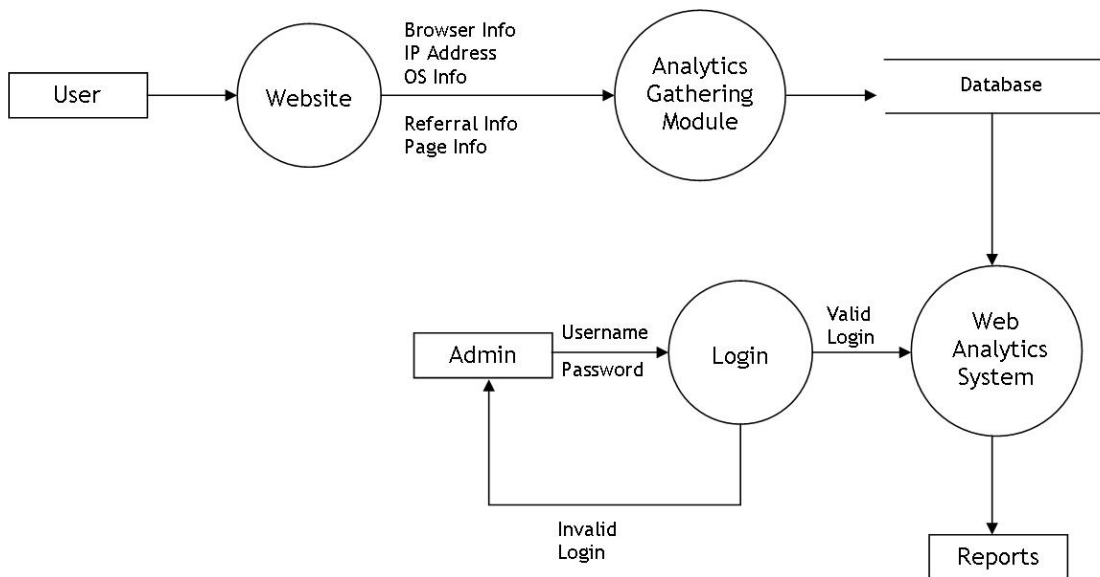 Browser Info
IP Address
OS Info
User
Website
Referral Info
Page Info
Analytics
Gathering
Module
Database
Admin
Username
Password
Login
Valid
Login
Web
Analytics
System
Invalid
Login
Reports